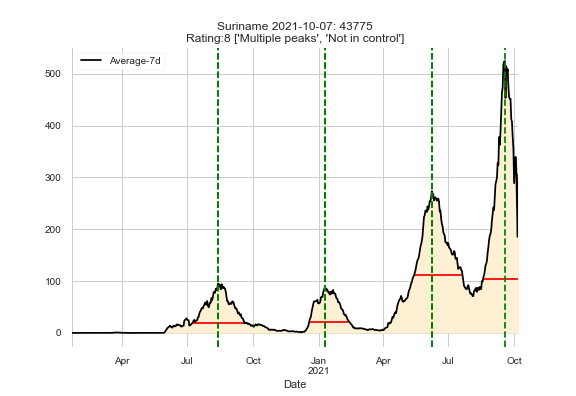 Suriname 2021-10-07: 43775
Rating:8 ['Multiple peaks', 'Not in control']
Average-7d
500
400
300
200
100
0
Apr Jul Oct Jan Apr Jul Oct
2021
Date